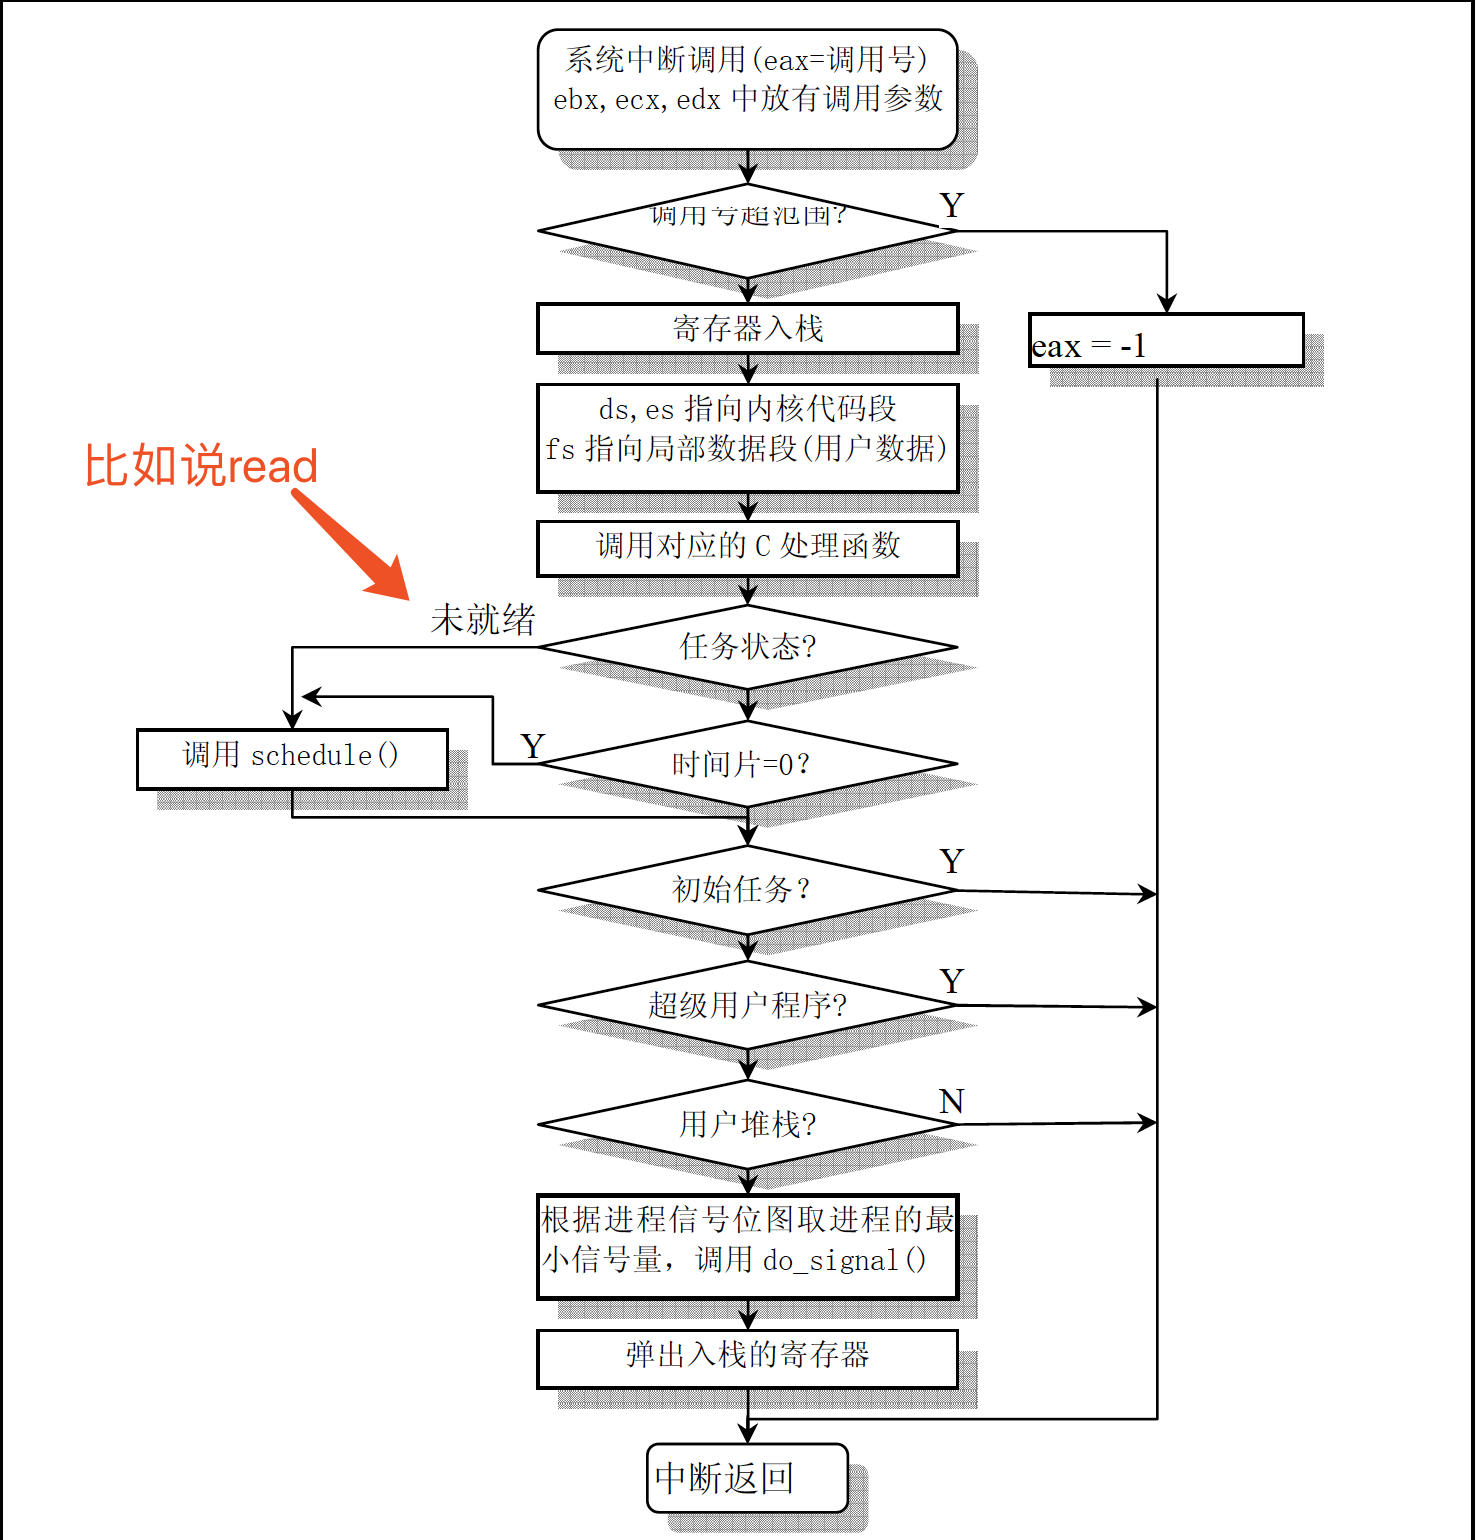 系统中断调用(eax=调用号)
ebx,ecx,edx 中放有调用参数
调用号超范围?
Y
寄存器入栈
eax = -1
ds,es 指向内核代码段
fs 指向局部数据段(用户数据)
比如说read
调用对应的 C 处理函数
未就绪
任务状态?
调用 schedule()
Y
时间片=0?
初始任务?
Y
超级用户程序?
Y
用户堆栈?
N
根据进程信号位图取进程的最
小信号量，调用 do_signal()
弹出入栈的寄存器
中断返回